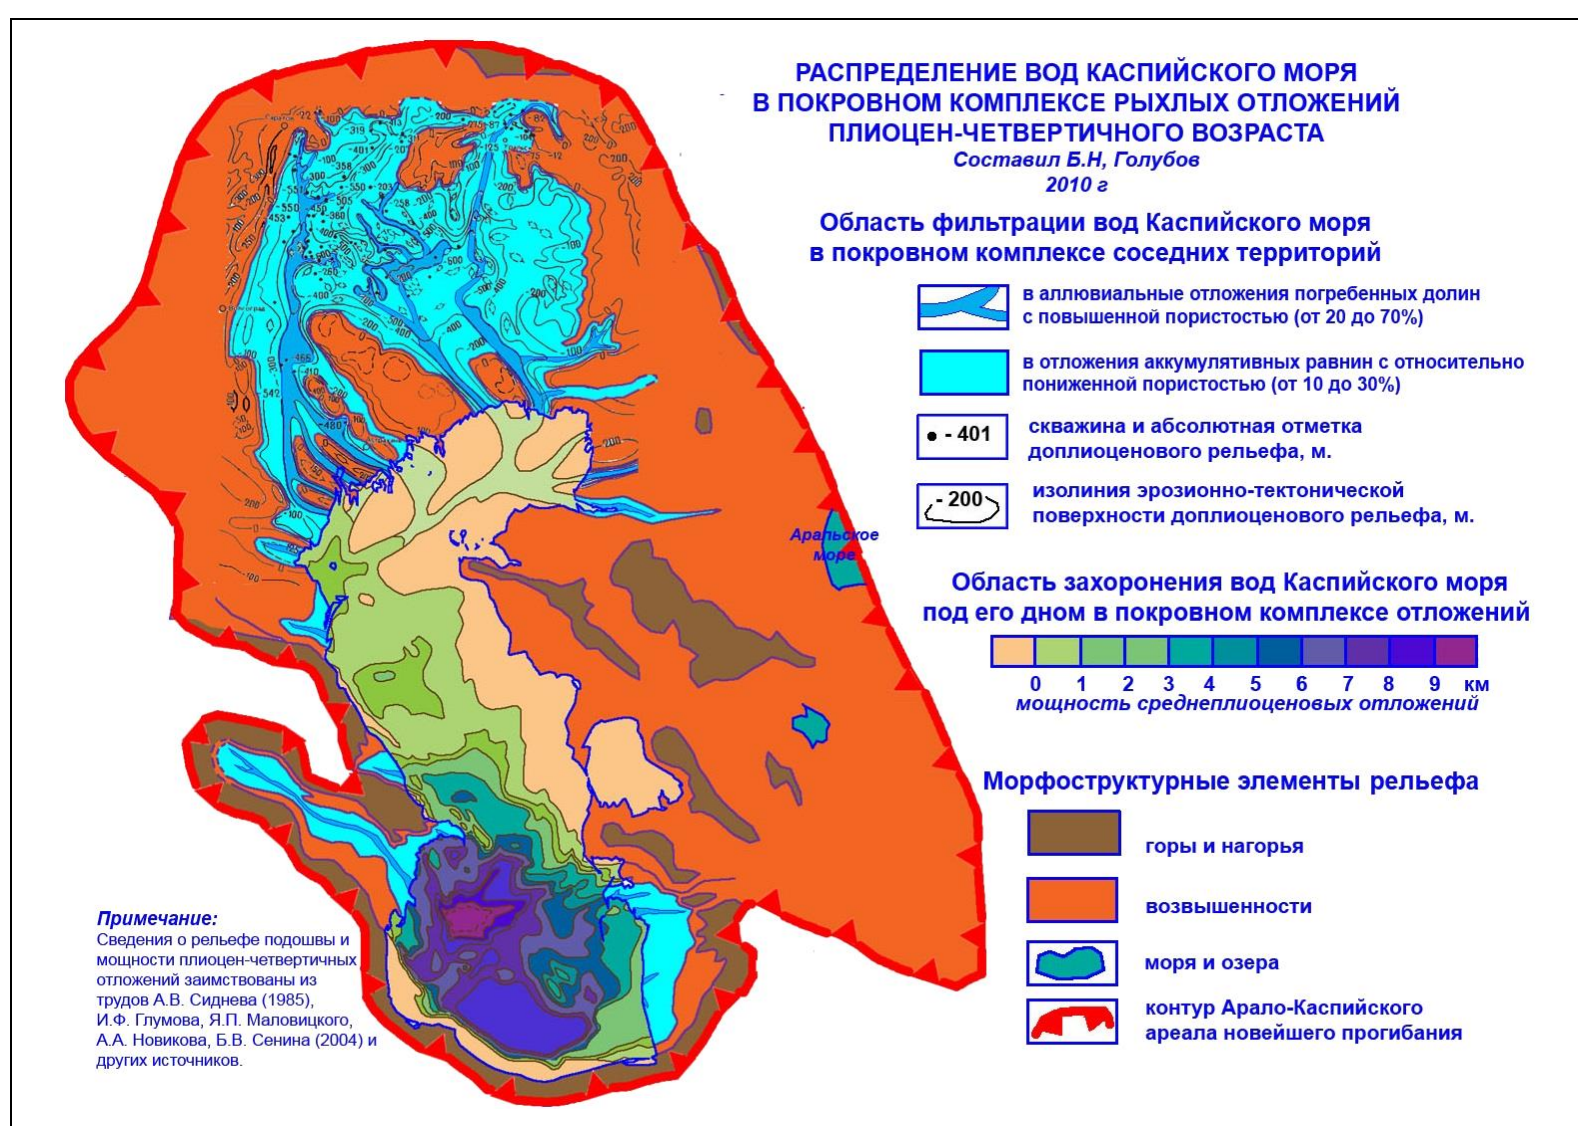 РАСПРЕДЕЛЕНИЕ ВОД КАСПИЙСКОГО МОРЯ
В ПОКРОВНОМ КОМПЛЕКСЕ РЫХЛЫХ ОТЛОЖЕНИЙ
ПЛИОЦЕН-ЧЕТВЕРТИЧНОГО ВОЗРАСТА
Составил Б.Н, Голубов
2010 г
Область фильтрации вод Каспийского моря
в покровном комплексе соседних территорий
в аллювиальные отложения погребенных долин
с повышенной пористостью (от 20 до 70%)
в отложения аккумулятивных равнин с относительно
пониженной пористостью (от 10 до 30%)
- 401
скважина и абсолютная отметка
доплиоценового рельефа, м.
- 200
изолиния эрозионно-тектонической
поверхности доплиоценового рельефа, м.
Аральское
море
Область захоронения вод Каспийского моря
под его дном в покровном комплексе отложений
0 1 2 3 4 5 6 7 8 9 км
мощность среднеплиоценовых отложений
Морфоструктурные элементы рельефа
горы и нагорья
возвышенности
моря и озера
контур Арало-Каспийского
ареала новейшего прогибания
Примечание:
Сведения о рельефе подошвы и
мощности плиоцен-четвертичных
отложений заимствованы из
трудов А.В. Сиднева (1985),
И.Ф. Глумова, Я.П. Маловицкого,
А.А. Новикова, Б.В. Сенина (2004) и
других источников.